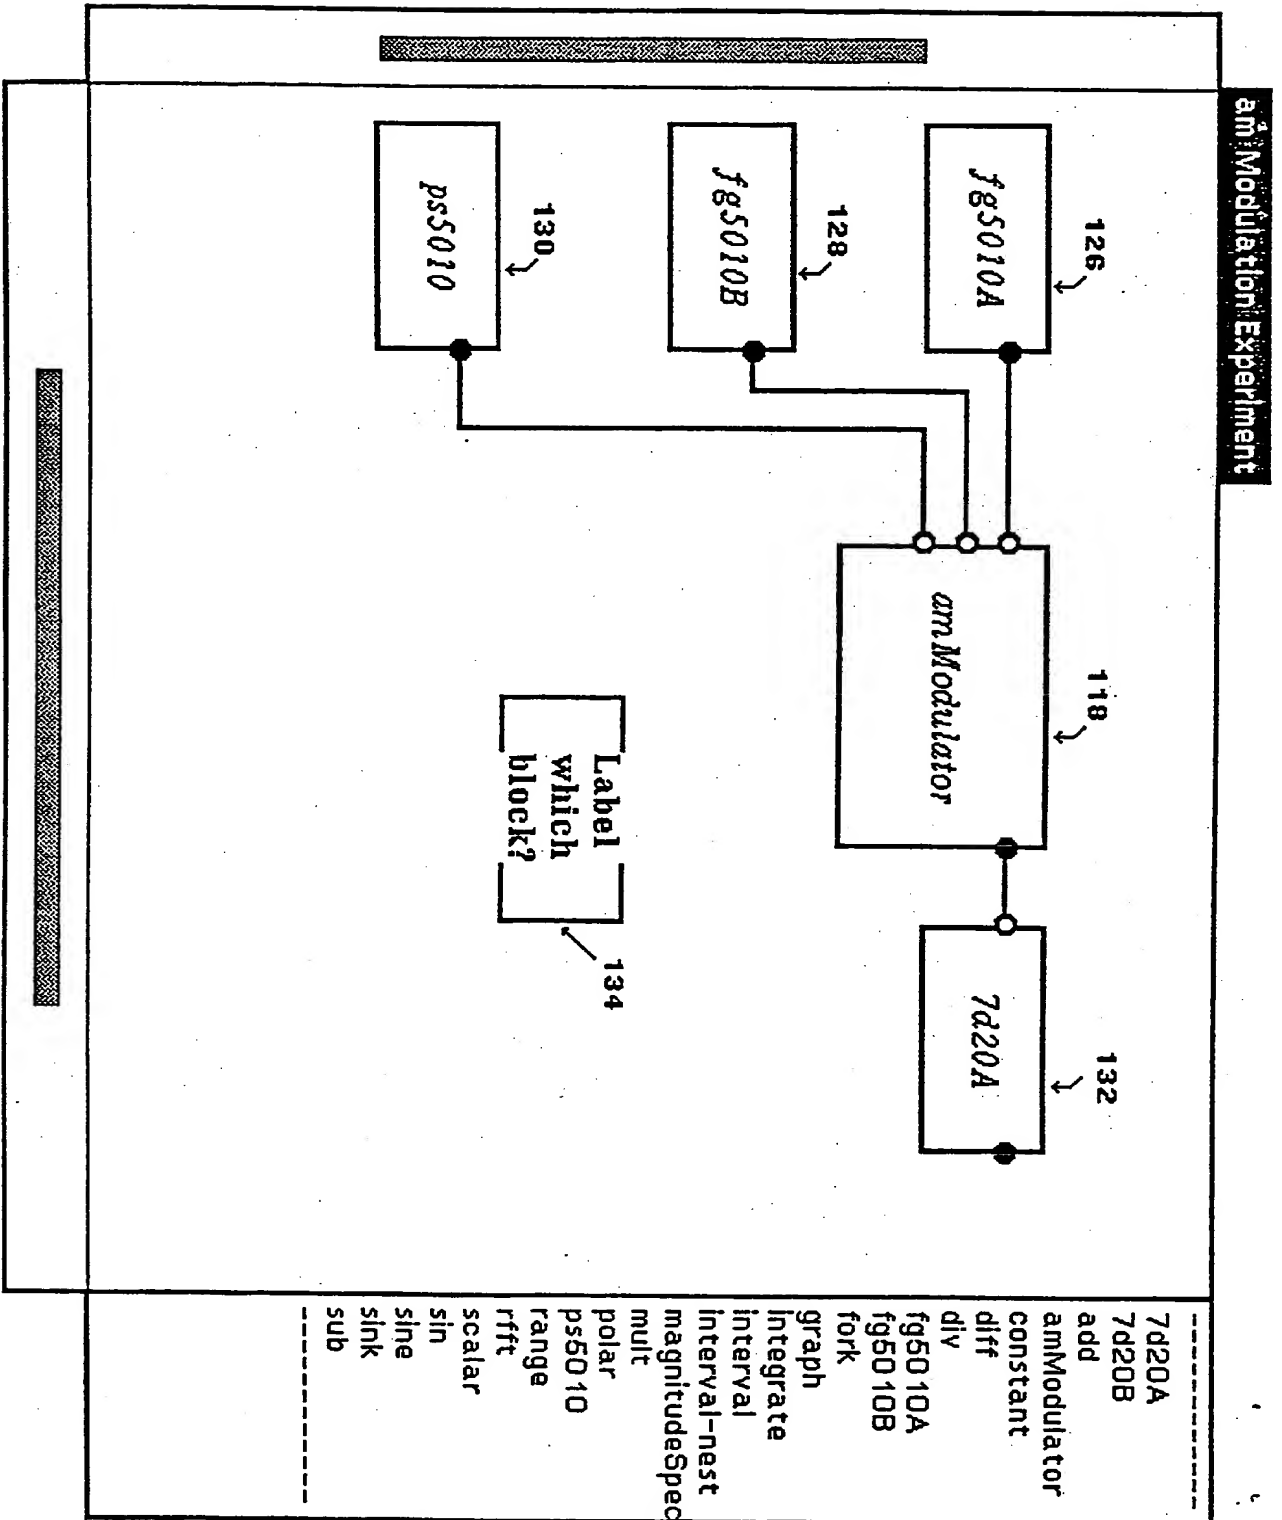 am Modulation Experiment
126
fg5010A
128
fg5010B
130
ps5010
118
amModulator
132
7d20A
Label
which
block?
134
------------
7d20A
7d20B
add
amModulator
constant
diff
div
fg5010A
fg5010B
fork
graph
integrate
interval
interval-nest
magnitudeSpec
mult
polar
ps5010
range
rfft
scalar
sin
sine
sink
sub
------------